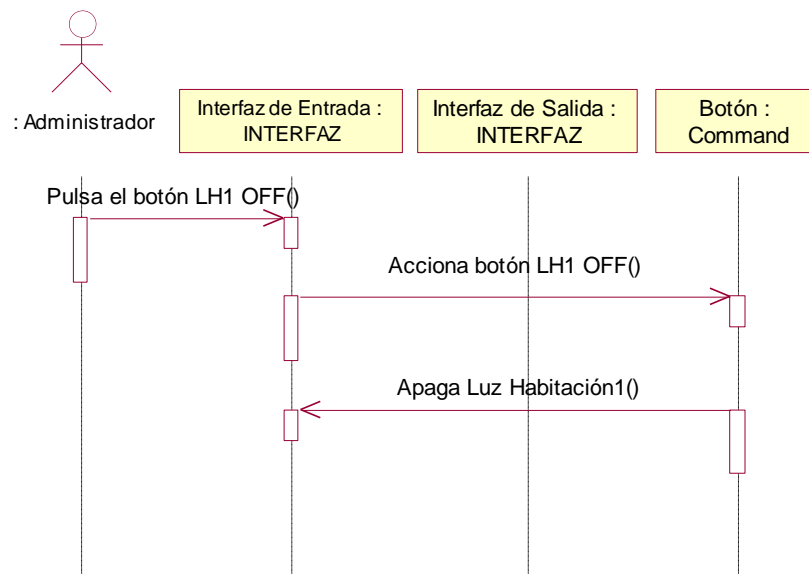 : Administrador
Interfaz de Entrada :
INTERFAZ
Interfaz de Salida :
INTERFAZ
Botón :
Command
Pulsa el botón LH1 OFF()
Acciona botón LH1 OFF()
Apaga Luz Habitación1()